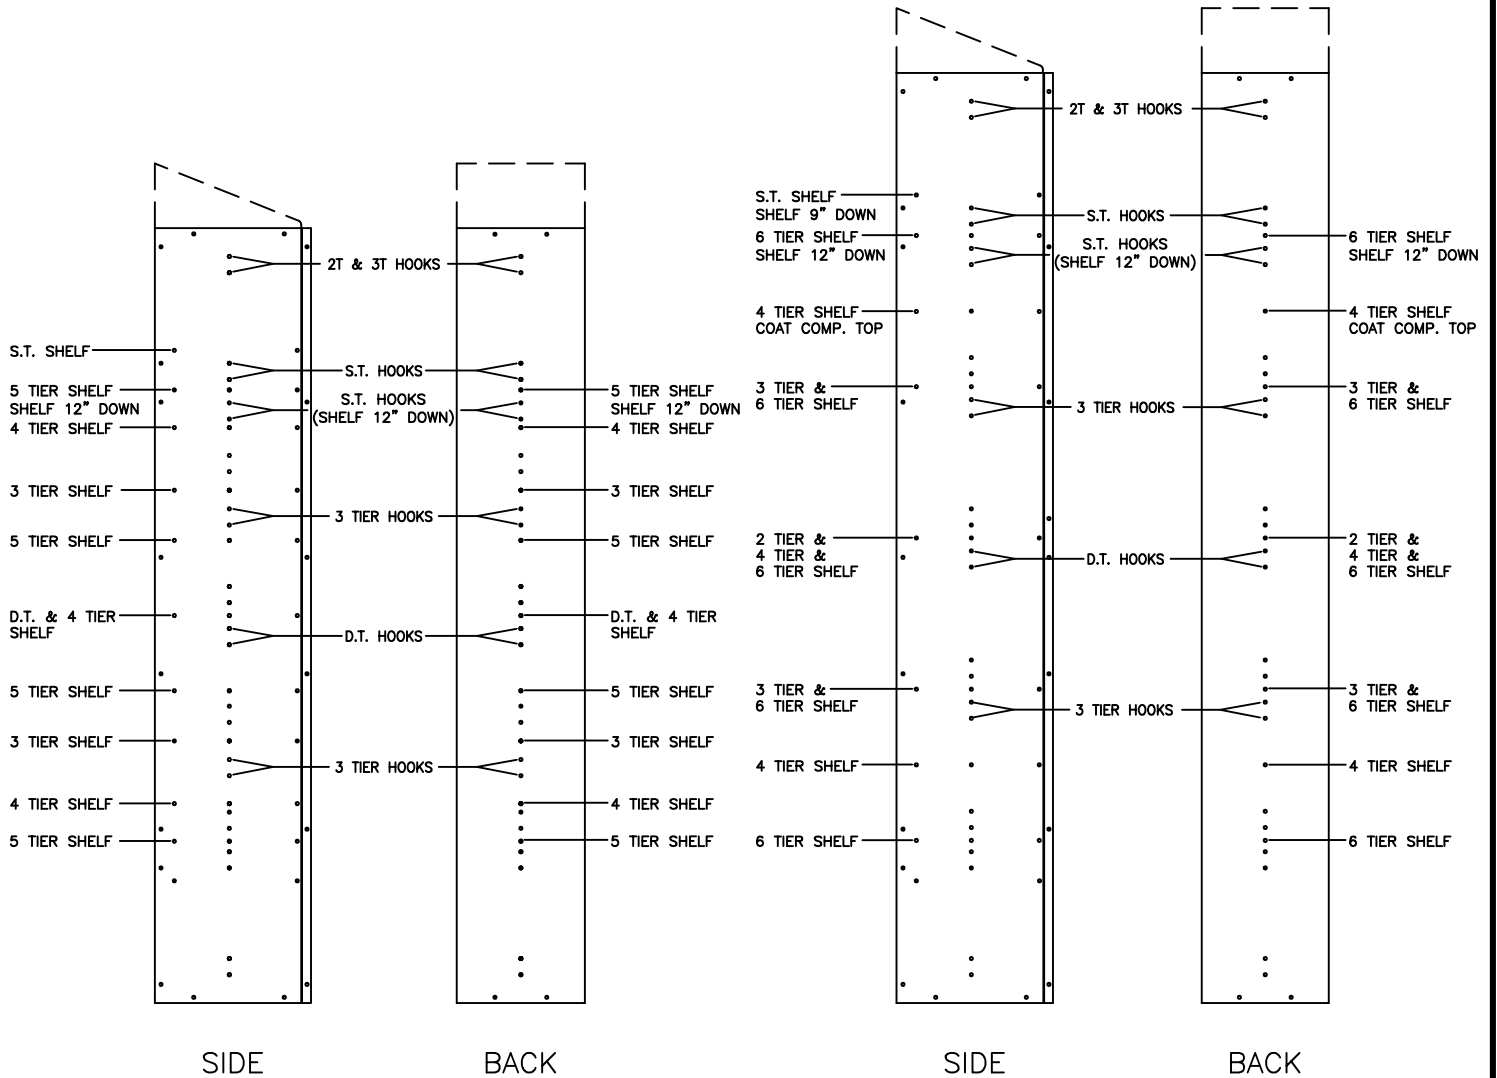 S.T. SHELF
5 TIER SHELF
SHELF 12" DOWN
4 TIER SHELF
3 TIER SHELF
5 TIER SHELF
D.T. & 4 TIER
SHELF
5 TIER SHELF
3 TIER SHELF
4 TIER SHELF
5 TIER SHELF
2T & 3T HOOKS
S.T. HOOKS
S.T. HOOKS
(SHELF 12" DOWN)
3 TIER HOOKS
D.T. HOOKS
3 TIER HOOKS
5 TIER SHELF
SHELF 12" DOWN
4 TIER SHELF
3 TIER SHELF
5 TIER SHELF
D.T. & 4 TIER
SHELF
5 TIER SHELF
3 TIER SHELF
4 TIER SHELF
5 TIER SHELF
SIDE
BACK
S.T. SHELF
SHELF 9" DOWN
6 TIER SHELF
SHELF 12" DOWN
4 TIER SHELF
COAT COMP. TOP
3 TIER &
6 TIER SHELF
2 TIER &
4 TIER &
6 TIER SHELF
3 TIER &
6 TIER SHELF
4 TIER SHELF
6 TIER SHELF
2T & 3T HOOKS
S.T. HOOKS
S.T. HOOKS
(SHELF 12" DOWN)
3 TIER HOOKS
D.T. HOOKS
3 TIER HOOKS
6 TIER SHELF
SHELF 12" DOWN
4 TIER SHELF
COAT COMP. TOP
3 TIER &
6 TIER SHELF
2 TIER &
4 TIER &
6 TIER SHELF
3 TIER &
6 TIER SHELF
4 TIER SHELF
6 TIER SHELF
SIDE
BACK